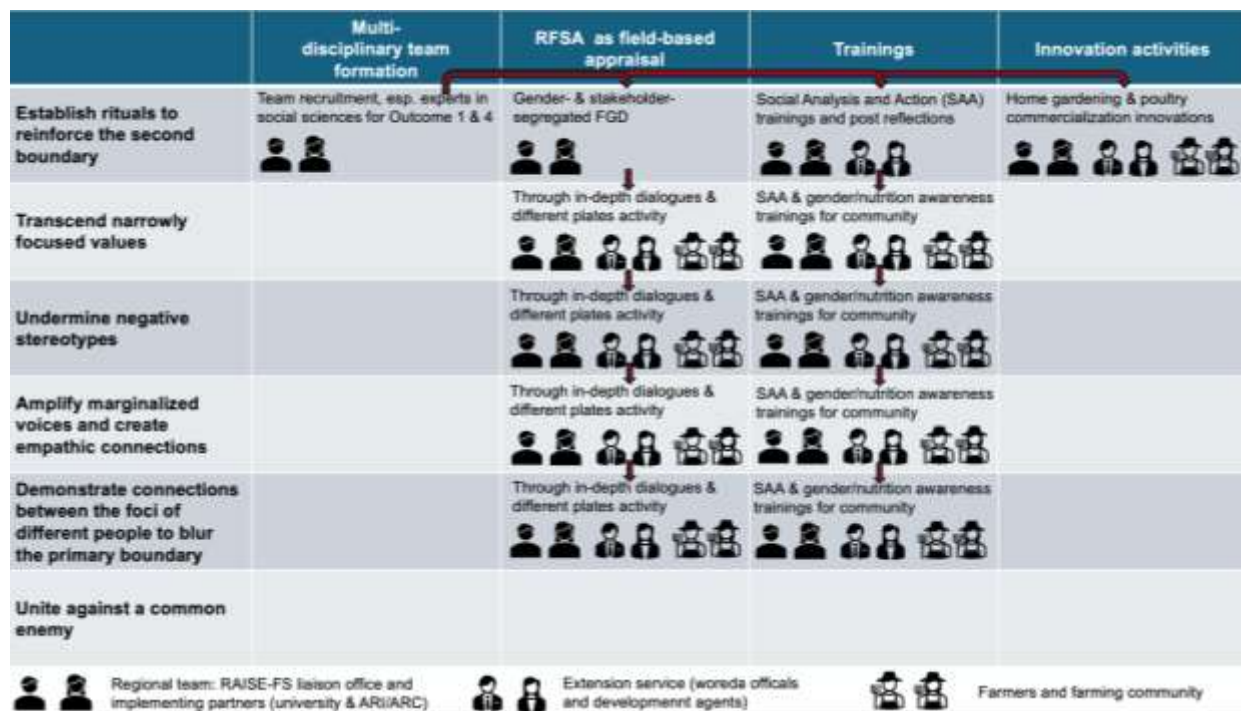 Multi-
disciplinary team
formation
RFSA as field-based
appraisal
Trainings
Innovation activities
Establish rituals to
reinforce the second
boundary
Team recruitment, esp. experts in
social sciences for Outcome 1 & 4
Gender- & stakeholder-
segregated FGD
Social Analysis and Action (SAA)
trainings and post reflections
Home gardening & poultry
commercialization innovations
Transcend narrowly
focused values
Through in-depth dialogues &
different plates activity
SAA & gender/nutrition awareness
trainings for community
Undermine negative
stereotypes
Through in-depth dialogues &
different plates activity
SAA & gender/nutrition awareness
trainings for community
Amplify marginalized
voices and create
empathic connections
Through in-depth dialogues &
different plates activity
SAA & gender/nutrition awareness
trainings for community
Demonstrate connections
between the foci of
different people to blur
the primary boundary
Through in-depth dialogues &
different plates activity
SAA & gender/nutrition awareness
trainings for community
Unite against a common
enemy
Regional team: RAISE-FS liaison office and
implementing partners (university & ARI/ARC)
Extension service (woreda officals
and developmennt agents)
Farmers and farming community